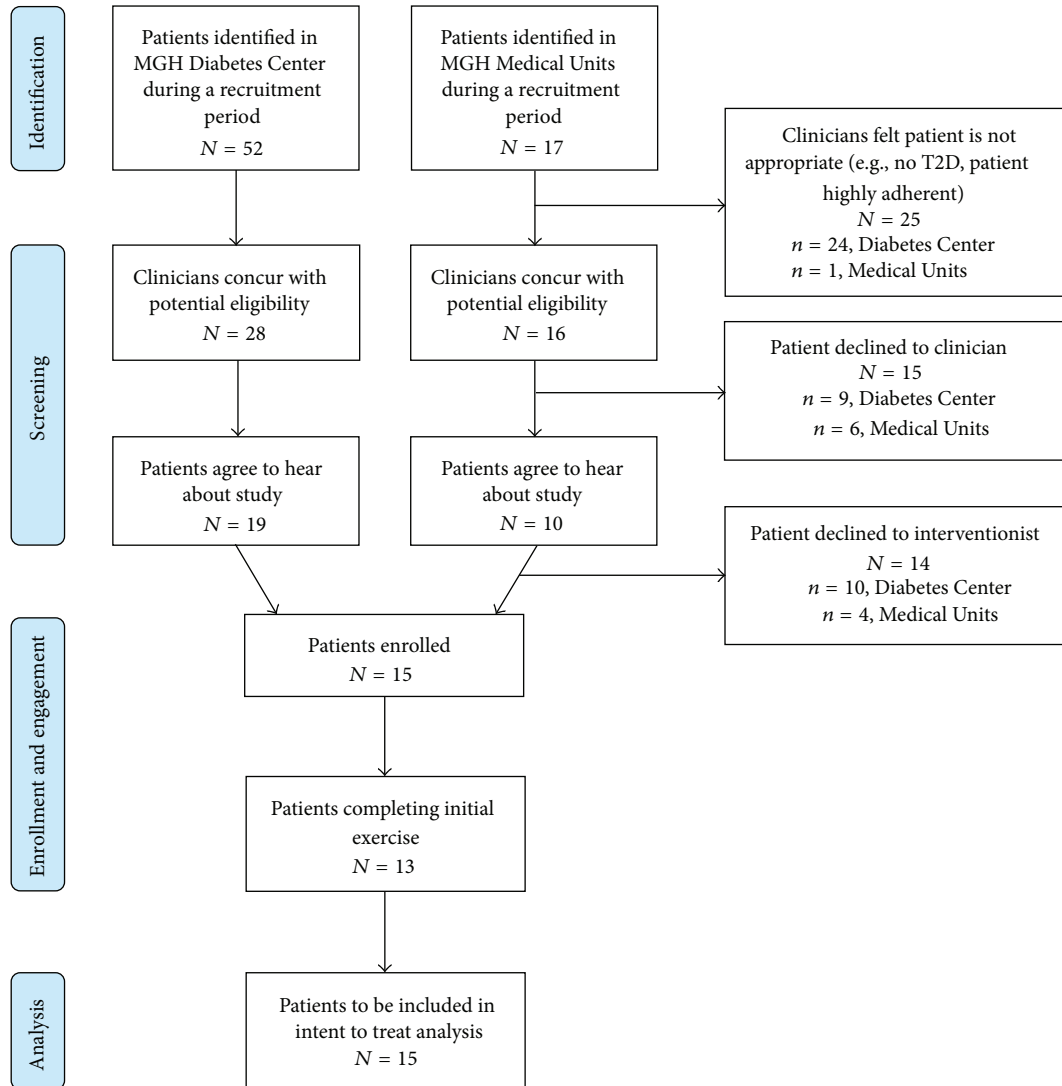 Identification
Patients identified in
MGH Diabetes Center
during a recruitment
period
N = 52
Patients identified in
MGH Medical Units
during a recruitment
period
N = 17
Clinicians felt patient is not
appropriate (e.g., no T2D, patient
highly adherent)
N = 25
n = 24, Diabetes Center
n = 1, Medical Units
Screening
Clinicians concur with
potential eligibility
N = 28
Clinicians concur with
potential eligibility
N = 16
Patient declined to clinician
N = 15
n = 9, Diabetes Center
n = 6, Medical Units
Patients agree to hear
about study
N = 19
Patients agree to hear
about study
N = 10
Patient declined to interventionist
N = 14
n = 10, Diabetes Center
n = 4, Medical Units
Enrollment and engagement
Patients enrolled
N = 15
Patients completing initial
exercise
N = 13
Analysis
Patients to be included in
intent to treat analysis
N = 15